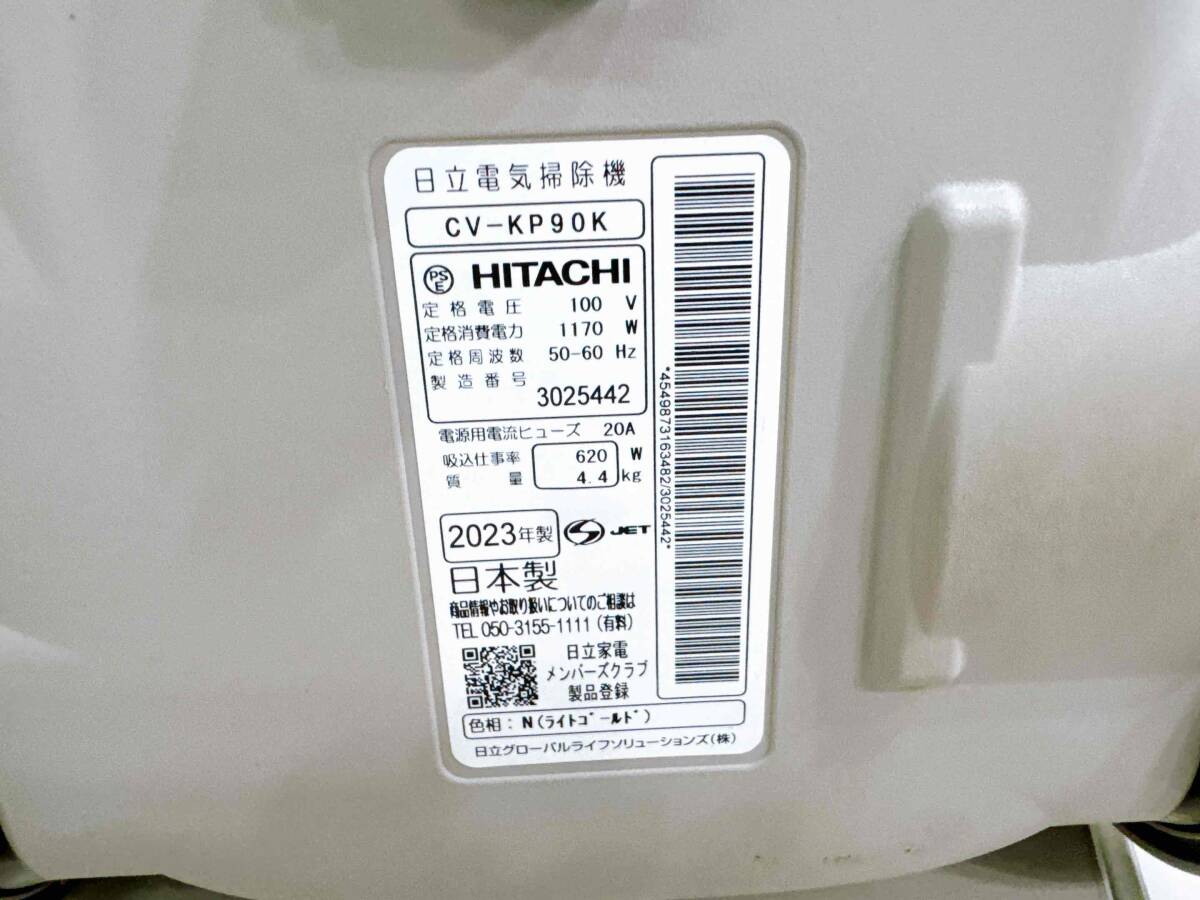 日立電気掃除機
CV-KP90K
PSE HITACHI
定格電圧 100 V
定格消費電力 1170 W
定格周波数 50-60 Hz
製造番号 3025442
電源用電流ヒューズ 20A
吸込仕事率 620 W
質量 4.4 kg
2023年製 JET
日本製
商品情報やお取り扱いについてのご相談は
TEL 050-3155-1111 (有料)
日立家電
メンバーズクラブ
製品登録
色相：N(ライトゴールド)
日立グローバルライフソリューションズ(株)
*4549873163482/3025442*